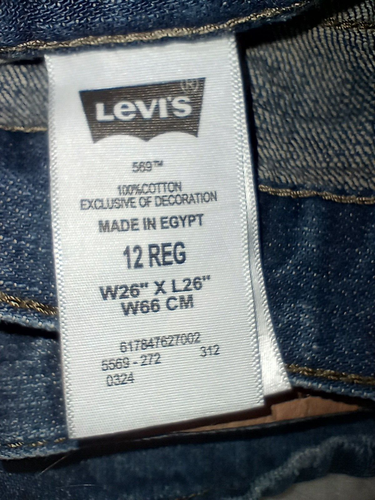 LEVI'S®
569™
100%COTTON
EXCLUSIVE OF DECORATION
MADE IN EGYPT
12 REG
W26" X L26"
W66 CM
617847627002
5569 - 272 312
0324